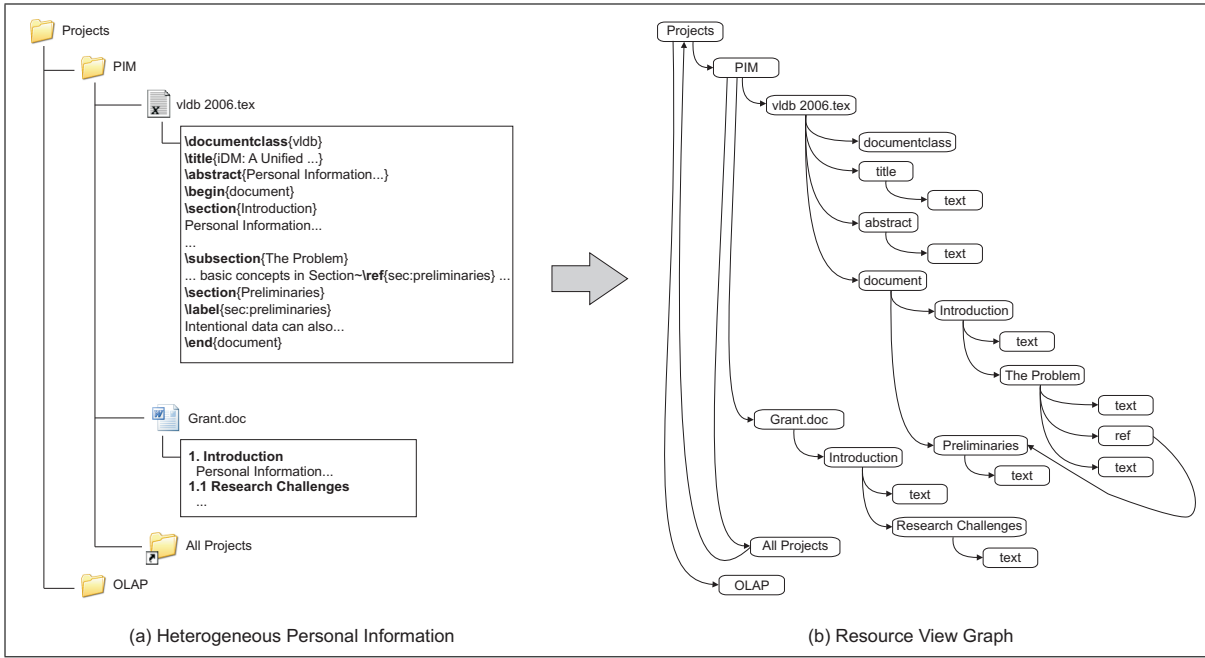 Projects
PIM
vldb 2006.tex
\documentclass{vldb}
\title{iDM: A Unified ...}
\abstract{Personal Information...}
\begin{document}
\section{Introduction}
Personal Information...
...
\subsection{The Problem}
... basic concepts in Section~\ref{sec:preliminaries} ...
\section{Preliminaries}
\label{sec:preliminaries}
Intentional data can also...
\end{document}
Grant.doc
1. Introduction
Personal Information...
1.1 Research Challenges
...
All Projects
OLAP
(a) Heterogeneous Personal Information
Projects
PIM
vldb 2006.tex
documentclass
title
text
abstract
text
document
Introduction
text
The Problem
text
ref
text
Preliminaries
text
Grant.doc
Introduction
text
Research Challenges
text
All Projects
OLAP
(b) Resource View Graph